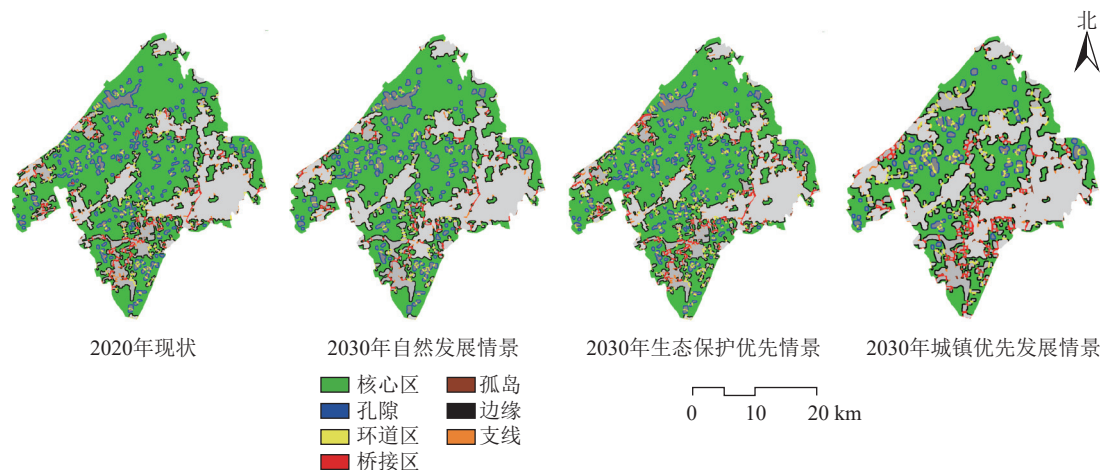 北
2020年现状
2030年自然发展情景
2030年生态保护优先情景
2030年城镇优先发展情景
核心区
孔隙
环道区
桥接区
孤岛
边缘
支线
0 10 20 km